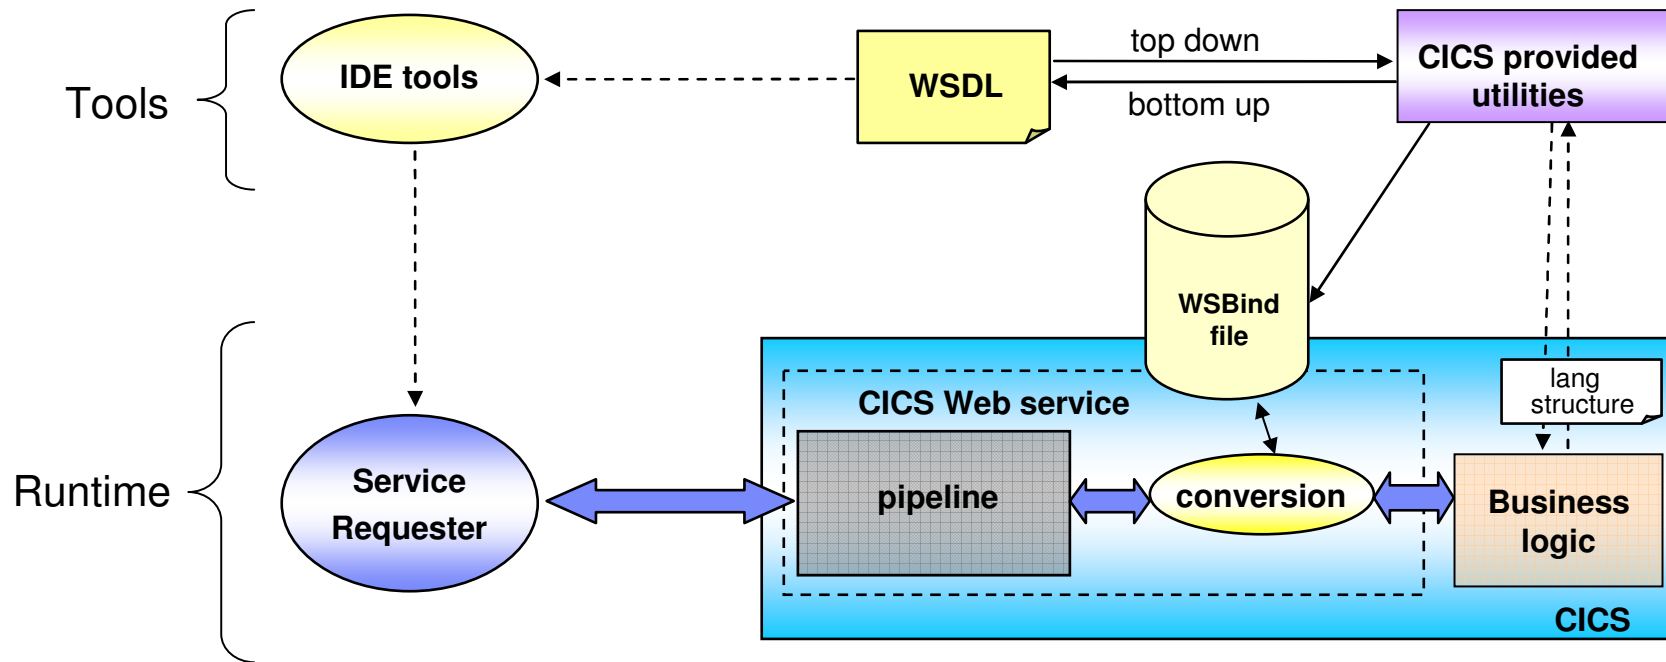 Tools
IDE tools
WSDL
top down
bottom up
CICS provided
utilities
WSBind
file
lang
structure
Runtime
Service
Requester
CICS Web service
pipeline
conversion
Business
logic
CICS